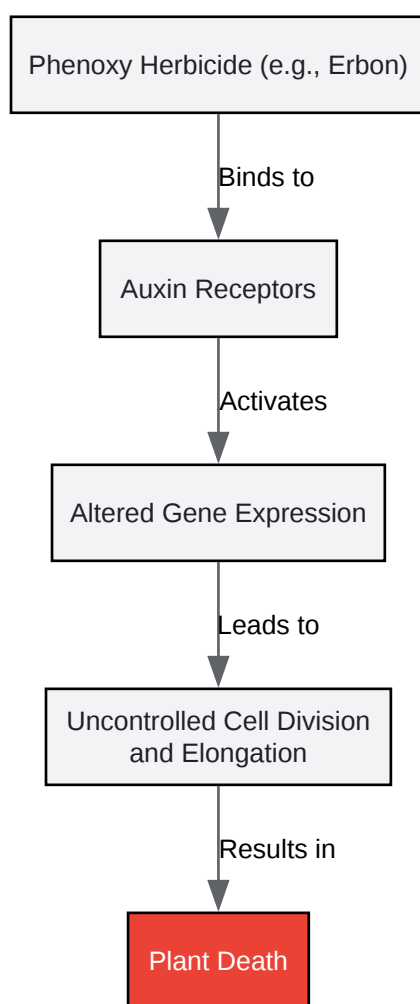 Phenoxy Herbicide (e.g., Erbon)
Binds to
Auxin Receptors
Activates
Altered Gene Expression
Leads to
Uncontrolled Cell Division
and Elongation
Results in
Plant Death